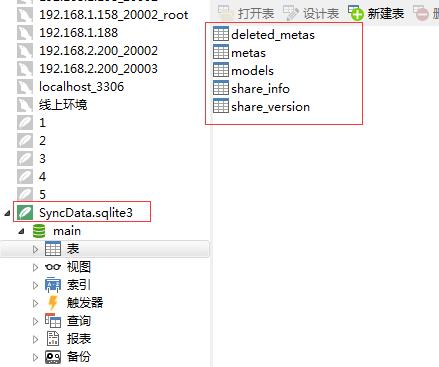 192.168.1.158_20002_root
192.168.1.188
192.168.2.200_20002
192.168.2.200_20003
localhost_3306
线上环境
1
2
3
4
5
SyncData.sqlite3
main
表
视图
索引
触发器
查询
报表
备份
打开表 设计表 新建表
deleted_metas
metas
models
share_info
share_version